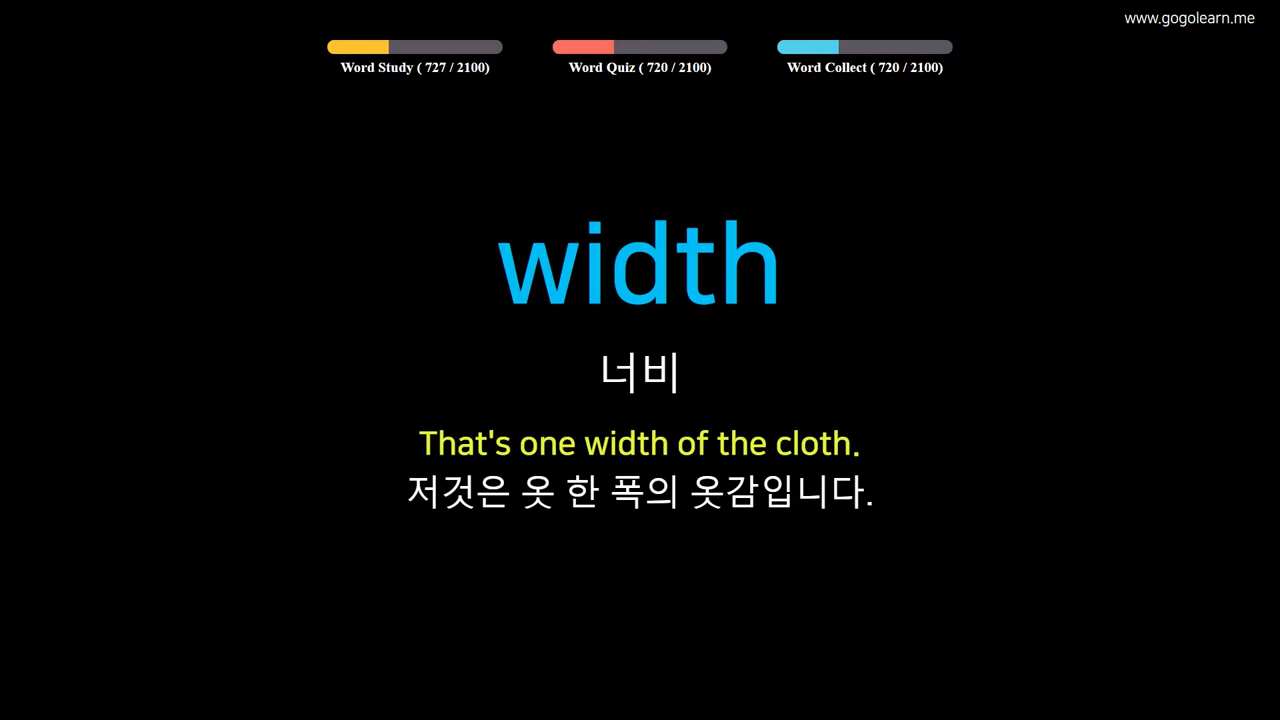 www.gogolearn.me
Word Study ( 727 / 2100) Word Quiz ( 720 / 2100) Word Collect ( 720 / 2100)
width
너비
That's one width of the cloth.
저것은 옷 한 폭의 옷감입니다.